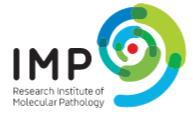 IMP
Research Institute of
Molecular Pathology